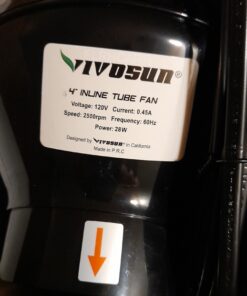 VIVOSUN®
4" INLINE TUBE FAN
Voltage: 120V Current: 0.45A
Speed: 2500rpm Frequency: 60Hz
Power: 28W
Designed by VIVOSUN® in California
Made in P.R.C